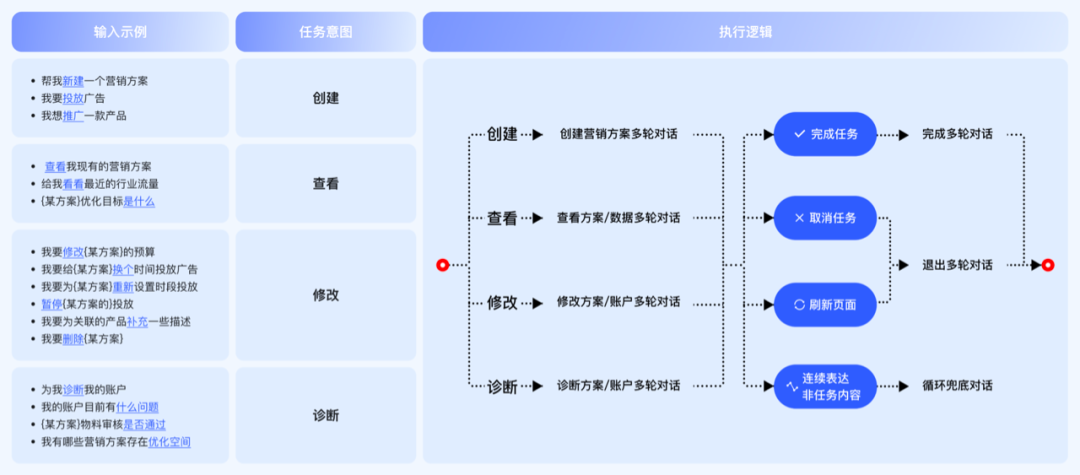 输入示例
任务意图
执行逻辑
• 帮我新建一个营销方案
• 我要投放广告
• 我想推广一款产品
创建
• 查看我现有的营销方案
• 给我看看最近的行业流量
• {某方案}优化目标是什么
查看
• 我要修改{某方案}的预算
• 我要给{某方案}换个时间投放广告
• 我要为{某方案}重新设置时段投放
• 暂停{某方案的}投放
• 我要为关联的产品补充一些描述
• 我要删除{某方案}
修改
• 为我诊断我的账户
• 我的账户目前有什么问题
• {某方案}物料审核是否通过
• 我有哪些营销方案存在优化空间
诊断
创建
创建营销方案多轮对话
完成任务
完成多轮对话
查看
查看方案/数据多轮对话
取消任务
退出多轮对话
修改
修改方案/账户多轮对话
刷新页面
诊断
诊断方案/账户多轮对话
连续表达
非任务内容
循环兜底对话